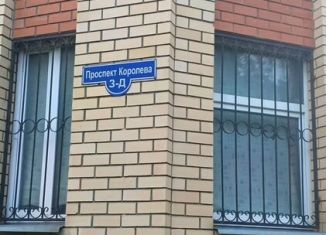 Проспект Королева
3-Д